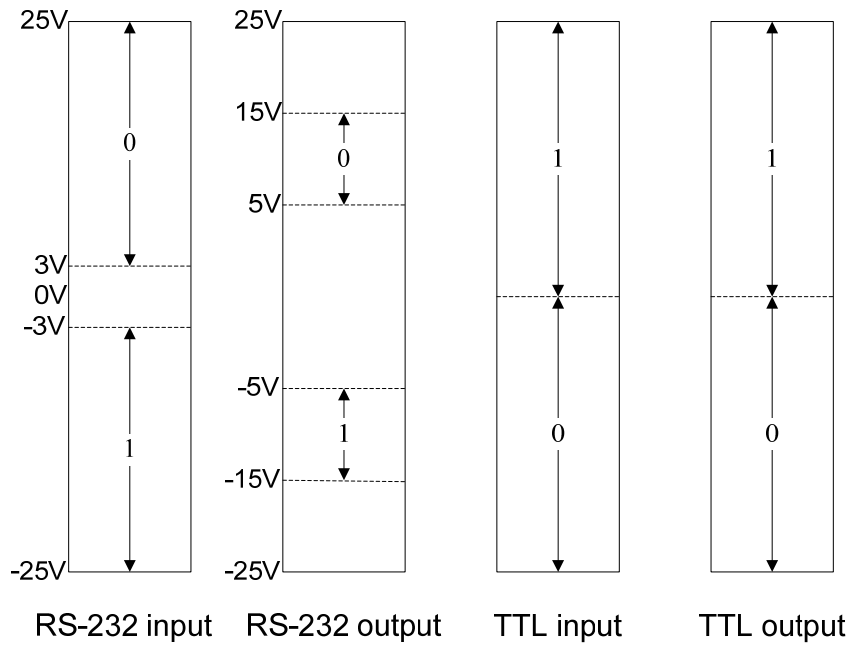 25V
0
3V
0V
-3V
1
-25V
RS-232 input
25V
15V
0
5V
-5V
1
-15V
-25V
RS-232 output
1
0
TTL input
1
0
TTL output